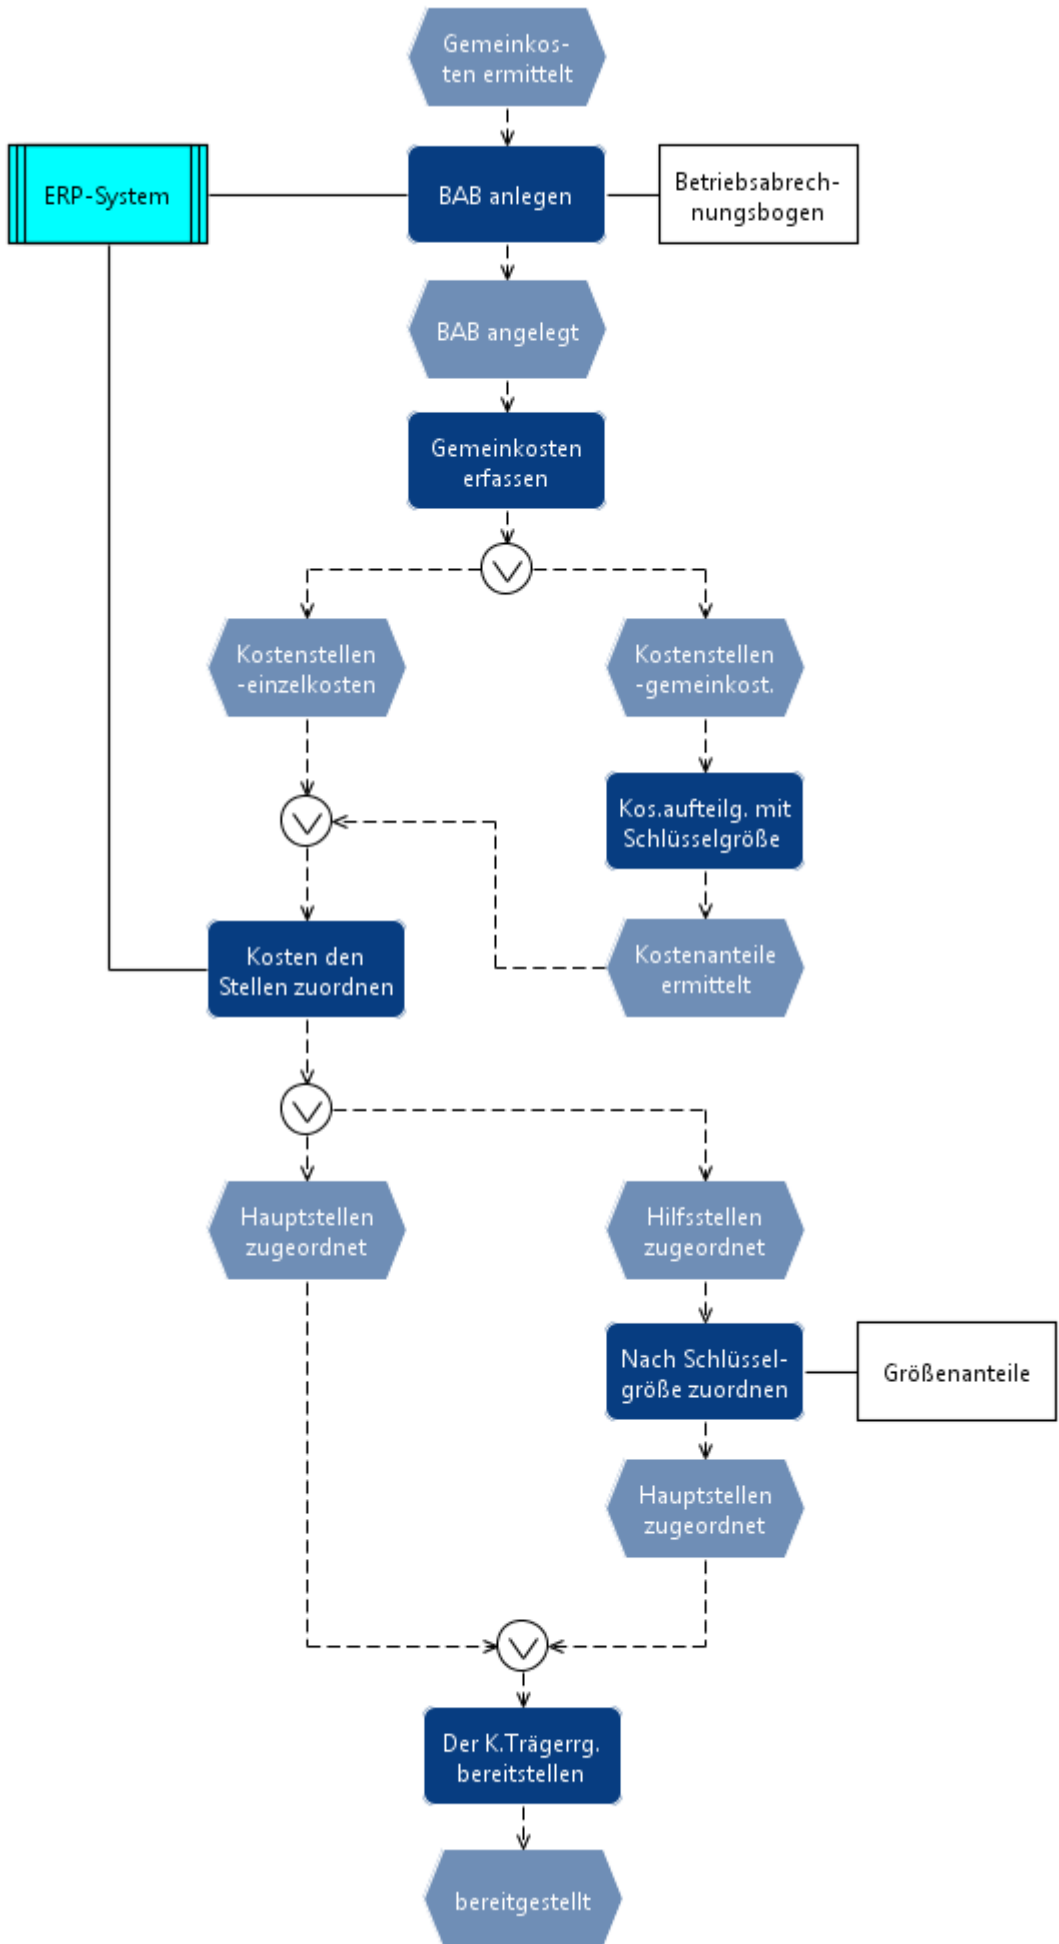 Gemeinkos-
ten ermittelt
ERP-System
BAB anlegen
Betriebsabrech-
nungsbogen
BAB angelegt
Gemeinkosten
erfassen
Kostenstellen
-einzelkosten
Kostenstellen
-gemeinkost.
Kos.aufteilg. mit
Schlüsselgröße
Kosten den
Stellen zuordnen
Kostenanteile
ermittelt
Hauptstellen
zugeordnet
Hilfsstellen
zugeordnet
Nach Schlüssel-
größe zuordnen
Größenanteile
Hauptstellen
zugeordnet
Der K.Trägerrg.
bereitstellen
bereitgestellt